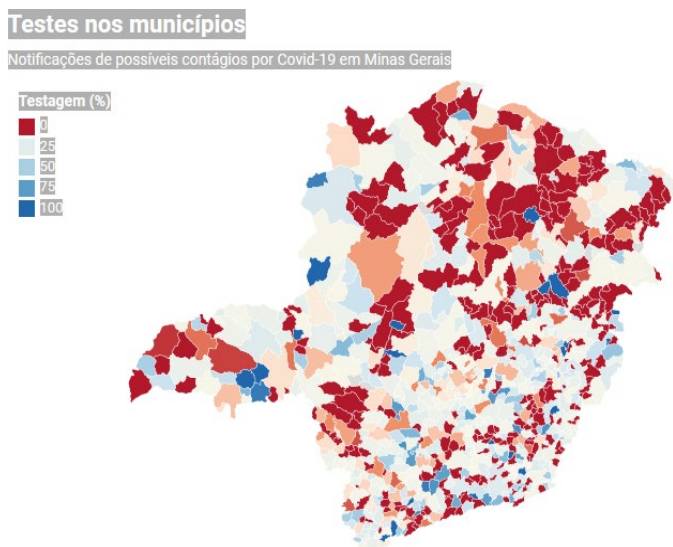 Testes nos municípios
Notificações de possíveis contágios por Covid-19 em Minas Gerais
Testagem (%)
0
25
50
75
100